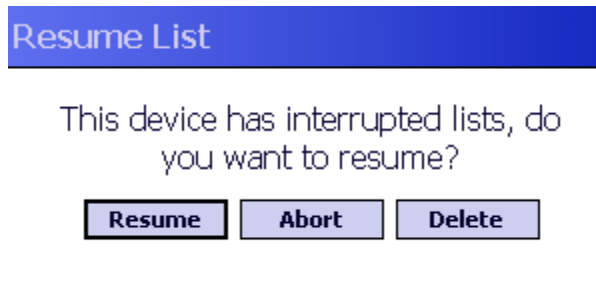 Resume List
This device has interrupted lists, do
you want to resume?
Resume Abort Delete